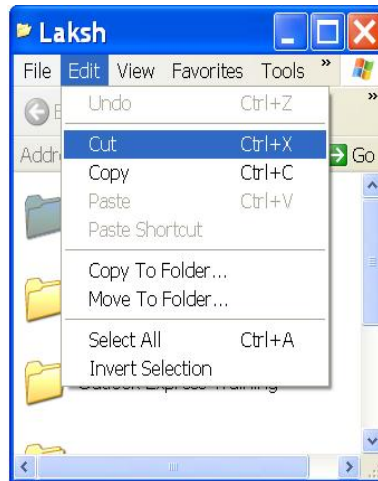 Laksh
File Edit View Favorites Tools »
»
Undo Ctrl+Z
Cut Ctrl+X
Addr Go
Copy Ctrl+C
Paste Ctrl+V
Paste Shortcut
Copy To Folder...
Move To Folder...
Select All Ctrl+A
Invert Selection